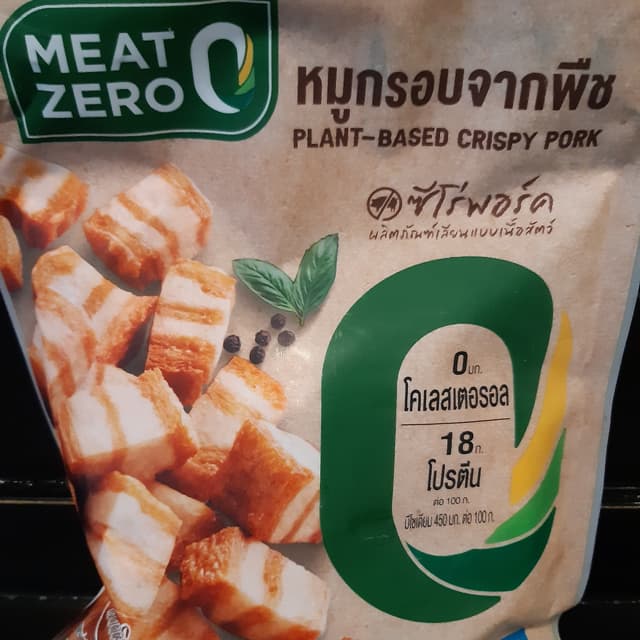 MEAT
ZERO
หมูกรอบจากพืช
PLANT-BASED CRISPY PORK
ซีโร่พอร์ค
ผลิตภัณฑ์เลียนแบบเนื้อสัตว์
0 มก.
โคเลสเตอรอล
18 ก.
โปรตีน
ต่อ 100 ก.
มีโซเดียม 450 มก. ต่อ 100 ก.